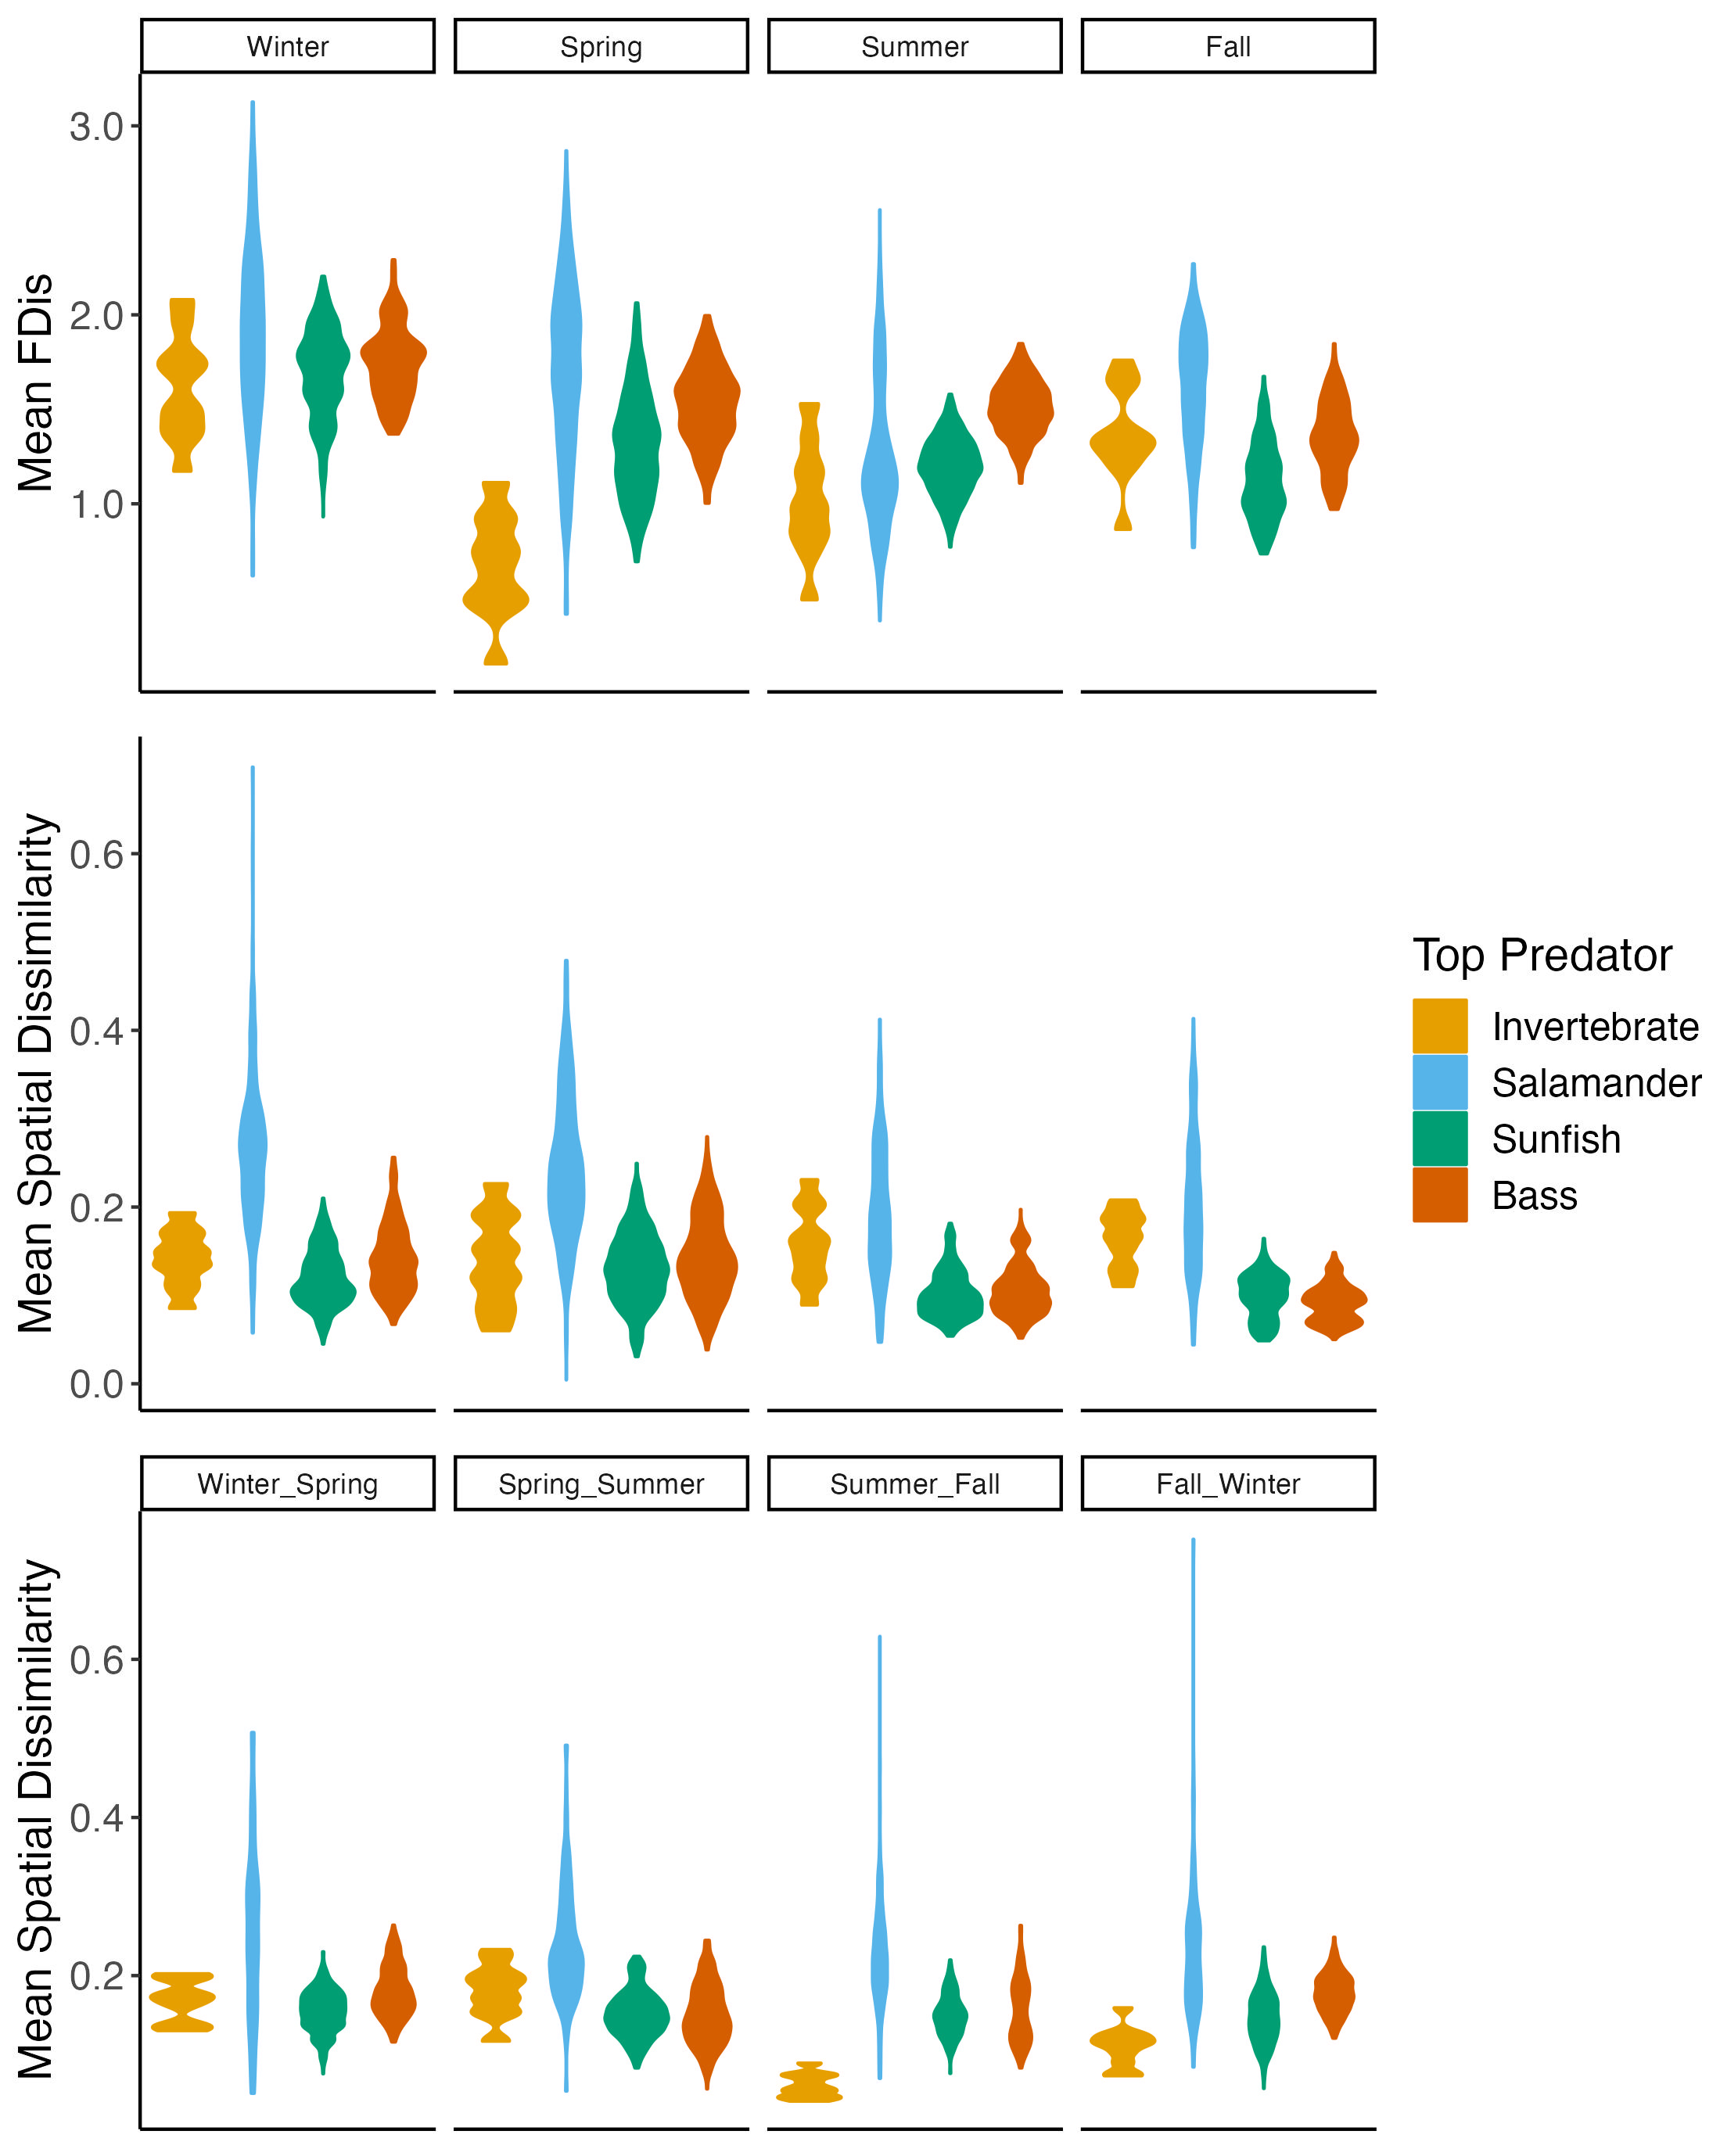 Winter Spring Summer Fall
Mean FDis
3.0
2.0
1.0
Mean Spatial Dissimilarity
0.6
0.4
0.2
0.0
Top Predator
Invertebrate
Salamander
Sunfish
Bass
Winter_Spring Spring_Summer Summer_Fall Fall_Winter
Mean Spatial Dissimilarity
0.6
0.4
0.2